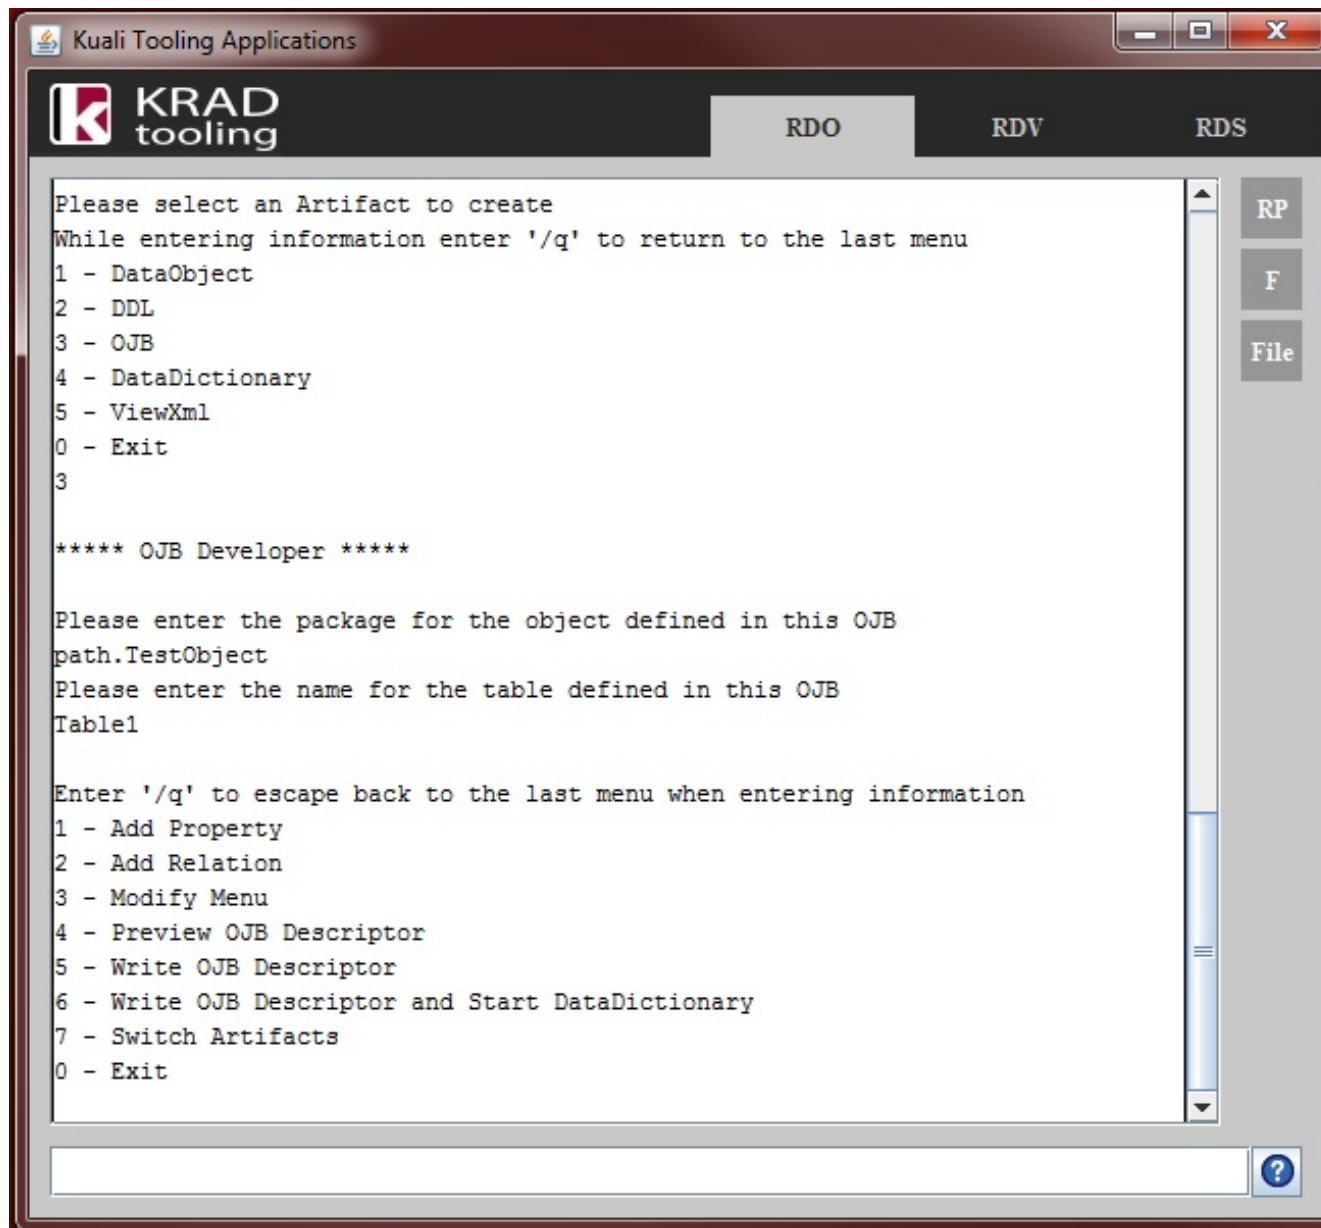 Kuali Tooling Applications
KRAD
tooling
RDO RDV RDS
Please select an Artifact to create
While entering information enter '/q' to return to the last menu
1 - DataObject
2 - DDL
3 - OJB
4 - DataDictionary
5 - ViewXml
0 - Exit
3
***** OJB Developer *****
Please enter the package for the object defined in this OJB
path.TestObject
Please enter the name for the table defined in this OJB
Table1
Enter '/q' to escape back to the last menu when entering information
1 - Add Property
2 - Add Relation
3 - Modify Menu
4 - Preview OJB Descriptor
5 - Write OJB Descriptor
6 - Write OJB Descriptor and Start DataDictionary
7 - Switch Artifacts
0 - Exit
RP
F
File
?